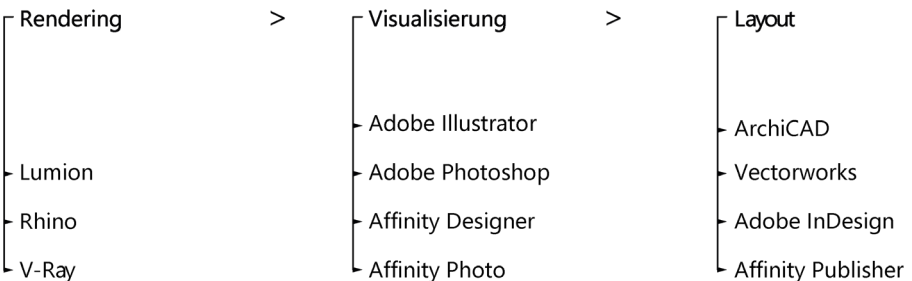 Rendering > Visualisierung > Layout
Adobe Illustrator ArchiCAD
Lumion Adobe Photoshop Vectorworks
Rhino Affinity Designer Adobe InDesign
V-Ray Affinity Photo Affinity Publisher